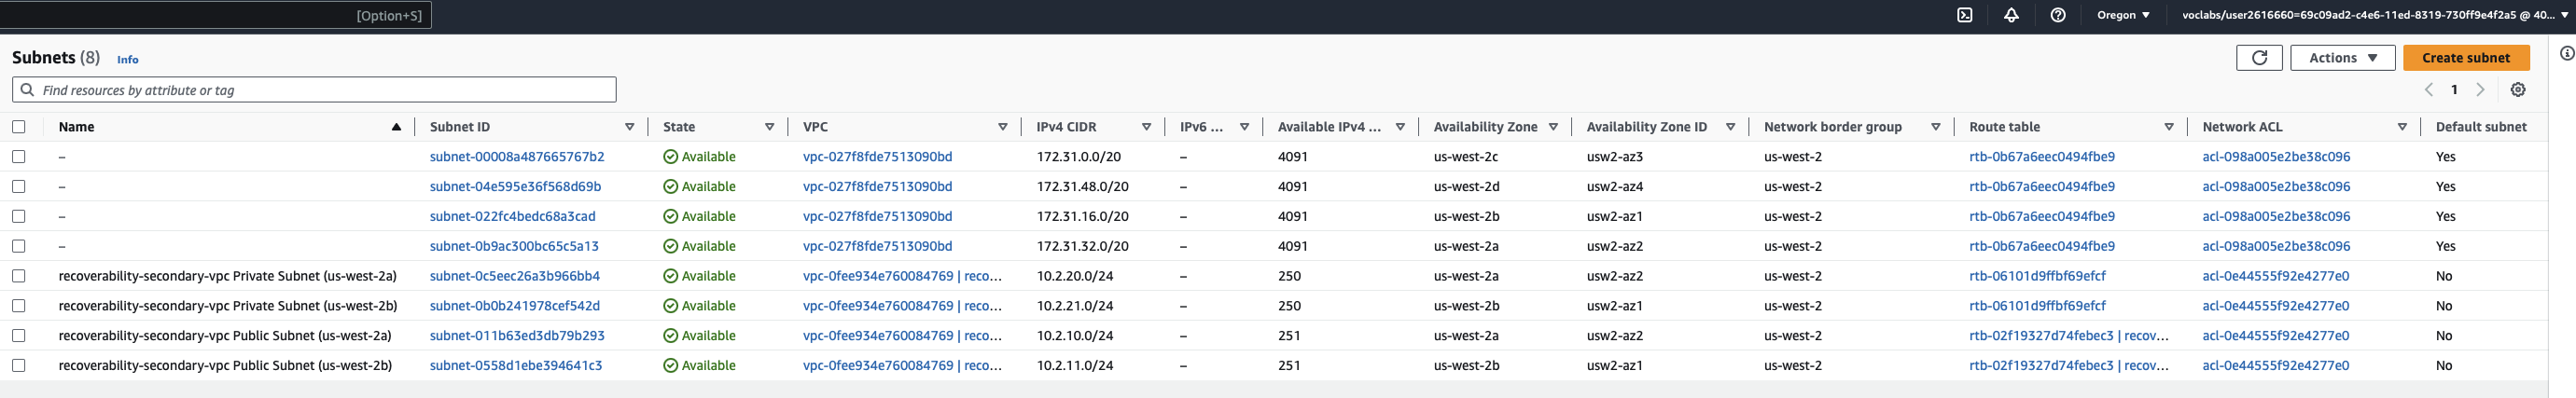 [Option+S]
Oregon ▼
voclabs/user2616660=69c09ad2-c4e6-11ed-8319-730ff9e4f2a5 @ 40... ▼
Subnets (8) Info
Actions ▼ Create subnet
Find resources by attribute or tag
1
Name Subnet ID State VPC IPv4 CIDR IPv6 ... Available IPv4 ... Availability Zone Availability Zone ID Network border group Route table Network ACL Default subnet
– subnet-00008a487665767b2 Available vpc-027f8fde7513090bd 172.31.0.0/20 – 4091 us-west-2c usw2-az3 us-west-2 rtb-0b67a6eec0494fbe9 acl-098a005e2be38c096 Yes
– subnet-04e595e36f568d69b Available vpc-027f8fde7513090bd 172.31.48.0/20 – 4091 us-west-2d usw2-az4 us-west-2 rtb-0b67a6eec0494fbe9 acl-098a005e2be38c096 Yes
– subnet-022fc4bedc68a3cad Available vpc-027f8fde7513090bd 172.31.16.0/20 – 4091 us-west-2b usw2-az1 us-west-2 rtb-0b67a6eec0494fbe9 acl-098a005e2be38c096 Yes
– subnet-0b9ac300bc65c5a13 Available vpc-027f8fde7513090bd 172.31.32.0/20 – 4091 us-west-2a usw2-az2 us-west-2 rtb-0b67a6eec0494fbe9 acl-098a005e2be38c096 Yes
recoverability-secondary-vpc Private Subnet (us-west-2a) subnet-0c5eec26a3b966bb4 Available vpc-0fee934e760084769 | reco... 10.2.20.0/24 – 250 us-west-2a usw2-az2 us-west-2 rtb-06101d9ffbf69efcf acl-0e44555f92e4277e0 No
recoverability-secondary-vpc Private Subnet (us-west-2b) subnet-0b0b241978cef542d Available vpc-0fee934e760084769 | reco... 10.2.21.0/24 – 250 us-west-2b usw2-az1 us-west-2 rtb-06101d9ffbf69efcf acl-0e44555f92e4277e0 No
recoverability-secondary-vpc Public Subnet (us-west-2a) subnet-011b63ed3db79b293 Available vpc-0fee934e760084769 | reco... 10.2.10.0/24 – 251 us-west-2a usw2-az2 us-west-2 rtb-02f19327d74febec3 | recov... acl-0e44555f92e4277e0 No
recoverability-secondary-vpc Public Subnet (us-west-2b) subnet-0558d1ebe394641c3 Available vpc-0fee934e760084769 | reco... 10.2.11.0/24 – 251 us-west-2b usw2-az1 us-west-2 rtb-02f19327d74febec3 | recov... acl-0e44555f92e4277e0 No